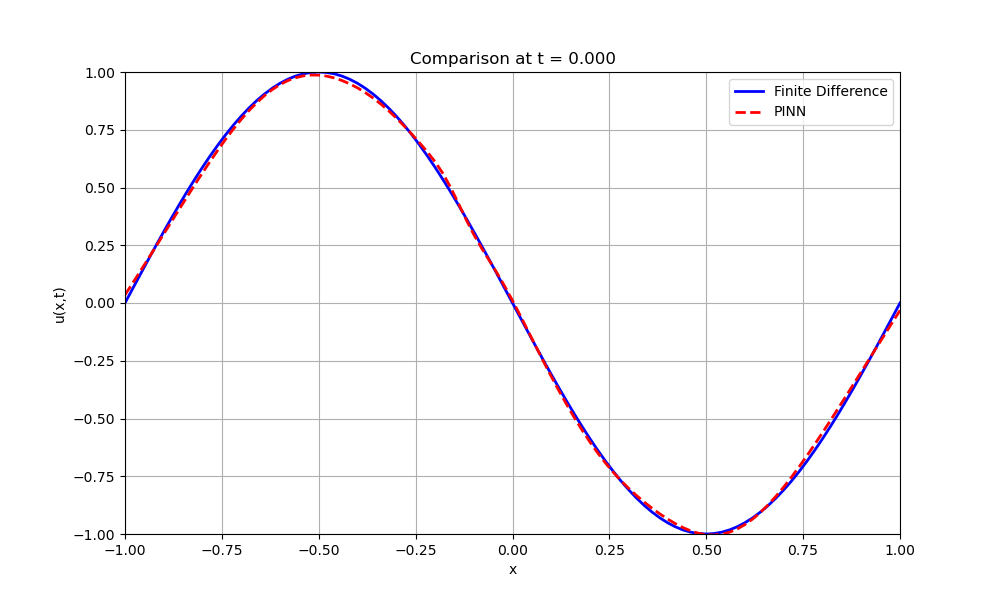 Comparison at t = 0.000
Finite Difference
PINN
u(x,t)
1.00
0.75
0.50
0.25
0.00
−0.25
−0.50
−0.75
−1.00
−1.00 −0.75 −0.50 −0.25 0.00 0.25 0.50 0.75 1.00
x